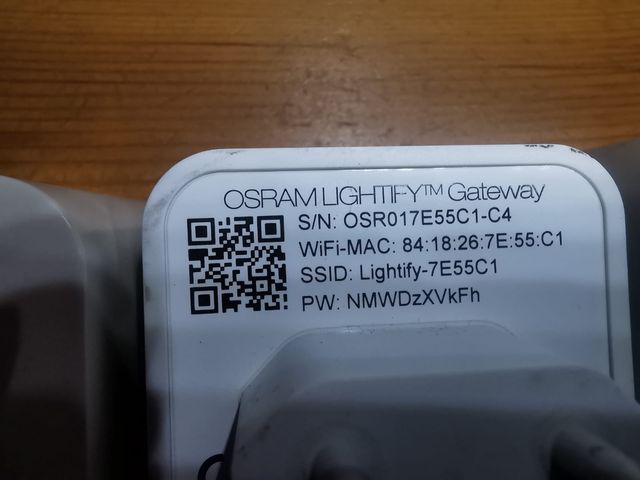 OSRAM LIGHTIFY™ Gateway
S/N: OSR017E55C1-C4
WiFi-MAC: 84:18:26:7E:55:C1
SSID: Lightify-7E55C1
PW: NMWDzXVkFh